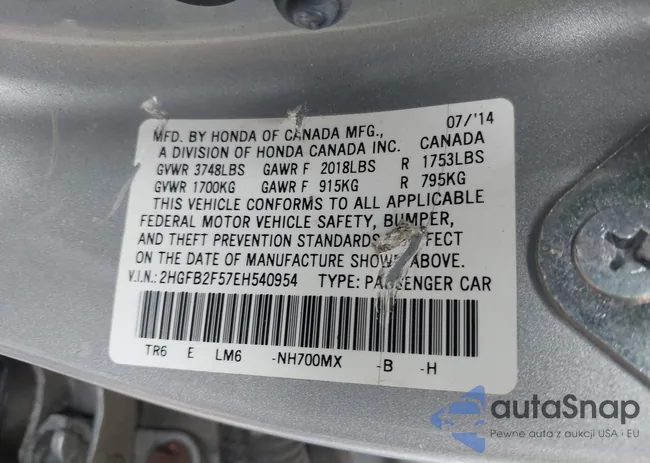 07/'14
MFD. BY HONDA OF CANADA MFG.,
A DIVISION OF HONDA CANADA INC. CANADA
GVWR 3748LBS GAWR F 2018LBS R 1753LBS
GVWR 1700KG GAWR F 915KG R 795KG
THIS VEHICLE CONFORMS TO ALL APPLICABLE
FEDERAL MOTOR VEHICLE SAFETY, BUMPER,
AND THEFT PREVENTION STANDARDS FFECT
ON THE DATE OF MANUFACTURE SHOW ABOVE.
V.I.N.: 2HGFB2F57EH540954 TYPE: PASSENGER CAR
TR6 E LM6 -NH700MX -B -H
autaSnap
Pewne auta z aukcji USA i EU